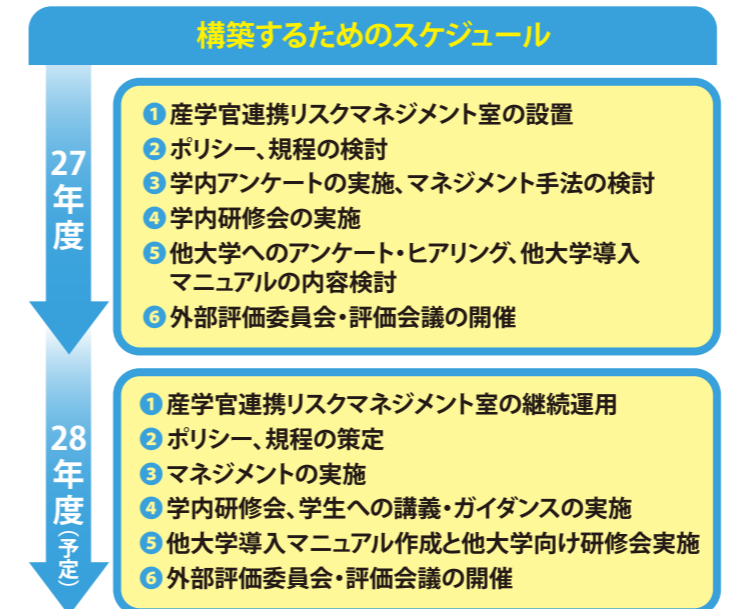 構築するためのスケジュール
27年度
❶産学官連携リスクマネジメント室の設置
❷ポリシー、規程の検討
❸学内アンケートの実施、マネジメント手法の検討
❹学内研修会の実施
❺他大学へのアンケート・ヒアリング、他大学導入
マニュアルの内容検討
❻外部評価委員会・評価会議の開催
28年度(予定)
❶産学官連携リスクマネジメント室の継続運用
❷ポリシー、規程の策定
❸マネジメントの実施
❹学内研修会、学生への講義・ガイダンスの実施
❺他大学導入マニュアル作成と他大学向け研修会実施
❻外部評価委員会・評価会議の開催